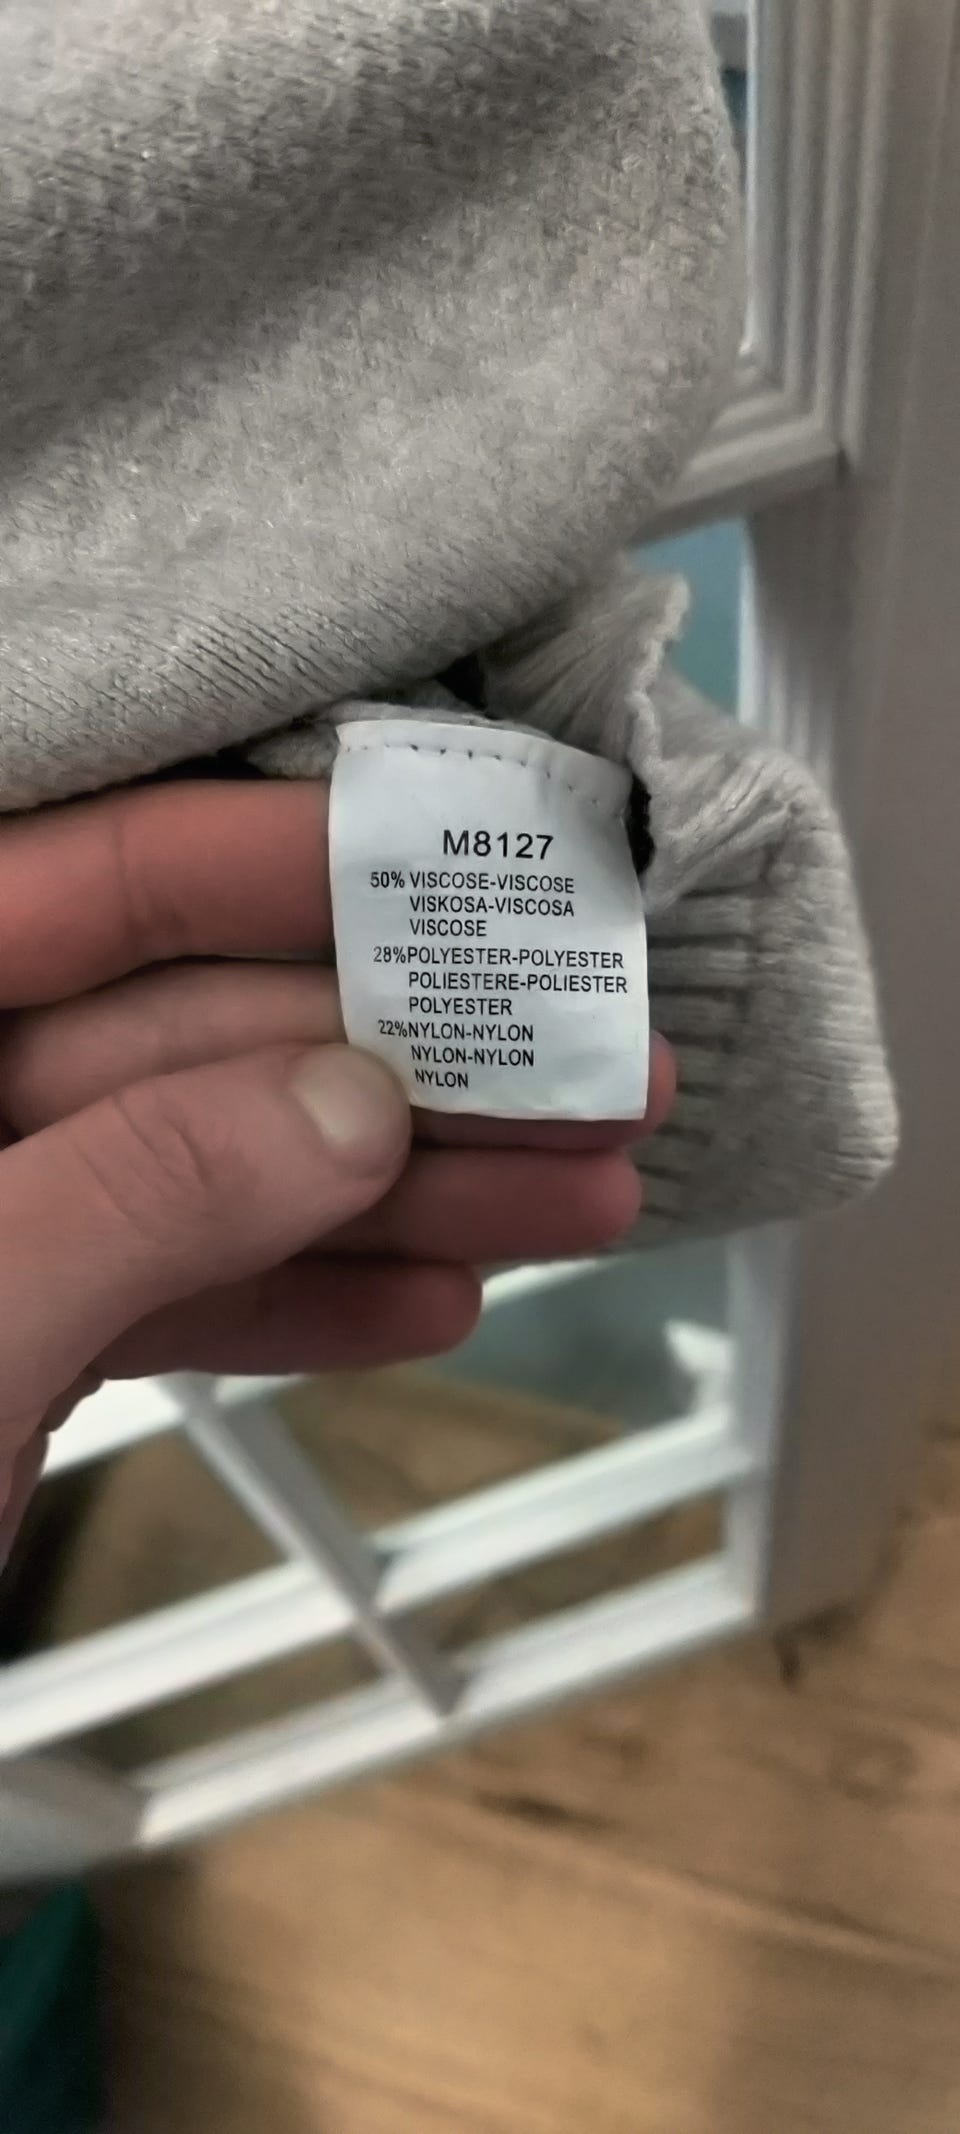 M8127
50% VISCOSE-VISCOSE
VISKOSA-VISCOSA
VISCOSE
28%POLYESTER-POLYESTER
POLIESTERE-POLIESTER
POLYESTER
22%NYLON-NYLON
NYLON-NYLON
NYLON